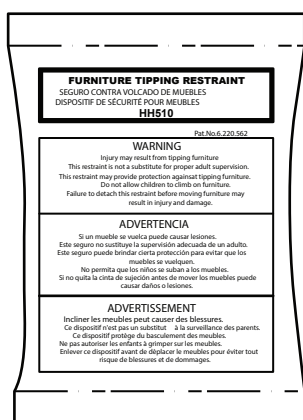 FURNITURE TIPPING RESTRAINT
SEGURO CONTRA VOLCADO DE MUEBLES
DISPOSITIF DE SÉCURITÉ POUR MEUBLES
HH510
Pat.No.6.220.562
WARNING
Injury may result from tipping furniture
This restraint is not a substitute for proper adult supervision.
This restraint may provide protection againsat tipping furniture.
Do not allow children to climb on furniture.
Failure to detach this restraint before moving furniture may
result in injury and damage.
ADVERTENCIA
Si un mueble se vuelca puede causar lesiones.
Este seguro no sustituye la supervisión adecuada de un adulto.
Este seguro puede brindar cierta protección para evitar que los
muebles se vuelquen.
No permita que los niños se suban a los muebles.
Si no quita la cinta de sujeción antes de mover los muebles puede
causar daños o lesiones.
ADVERTISSEMENT
Incliner les meubles peut causer des blessures.
Ce dispositif n'est pas un substitut à la surveillance des parents.
Ce dispositif protége du basculement des meubles.
Ne pas autoriser les enfants à grimper sur les meubles.
Enlever ce dispositif avant de déplacer le meubles pour éviter tout
risque de blessures et de dommages.